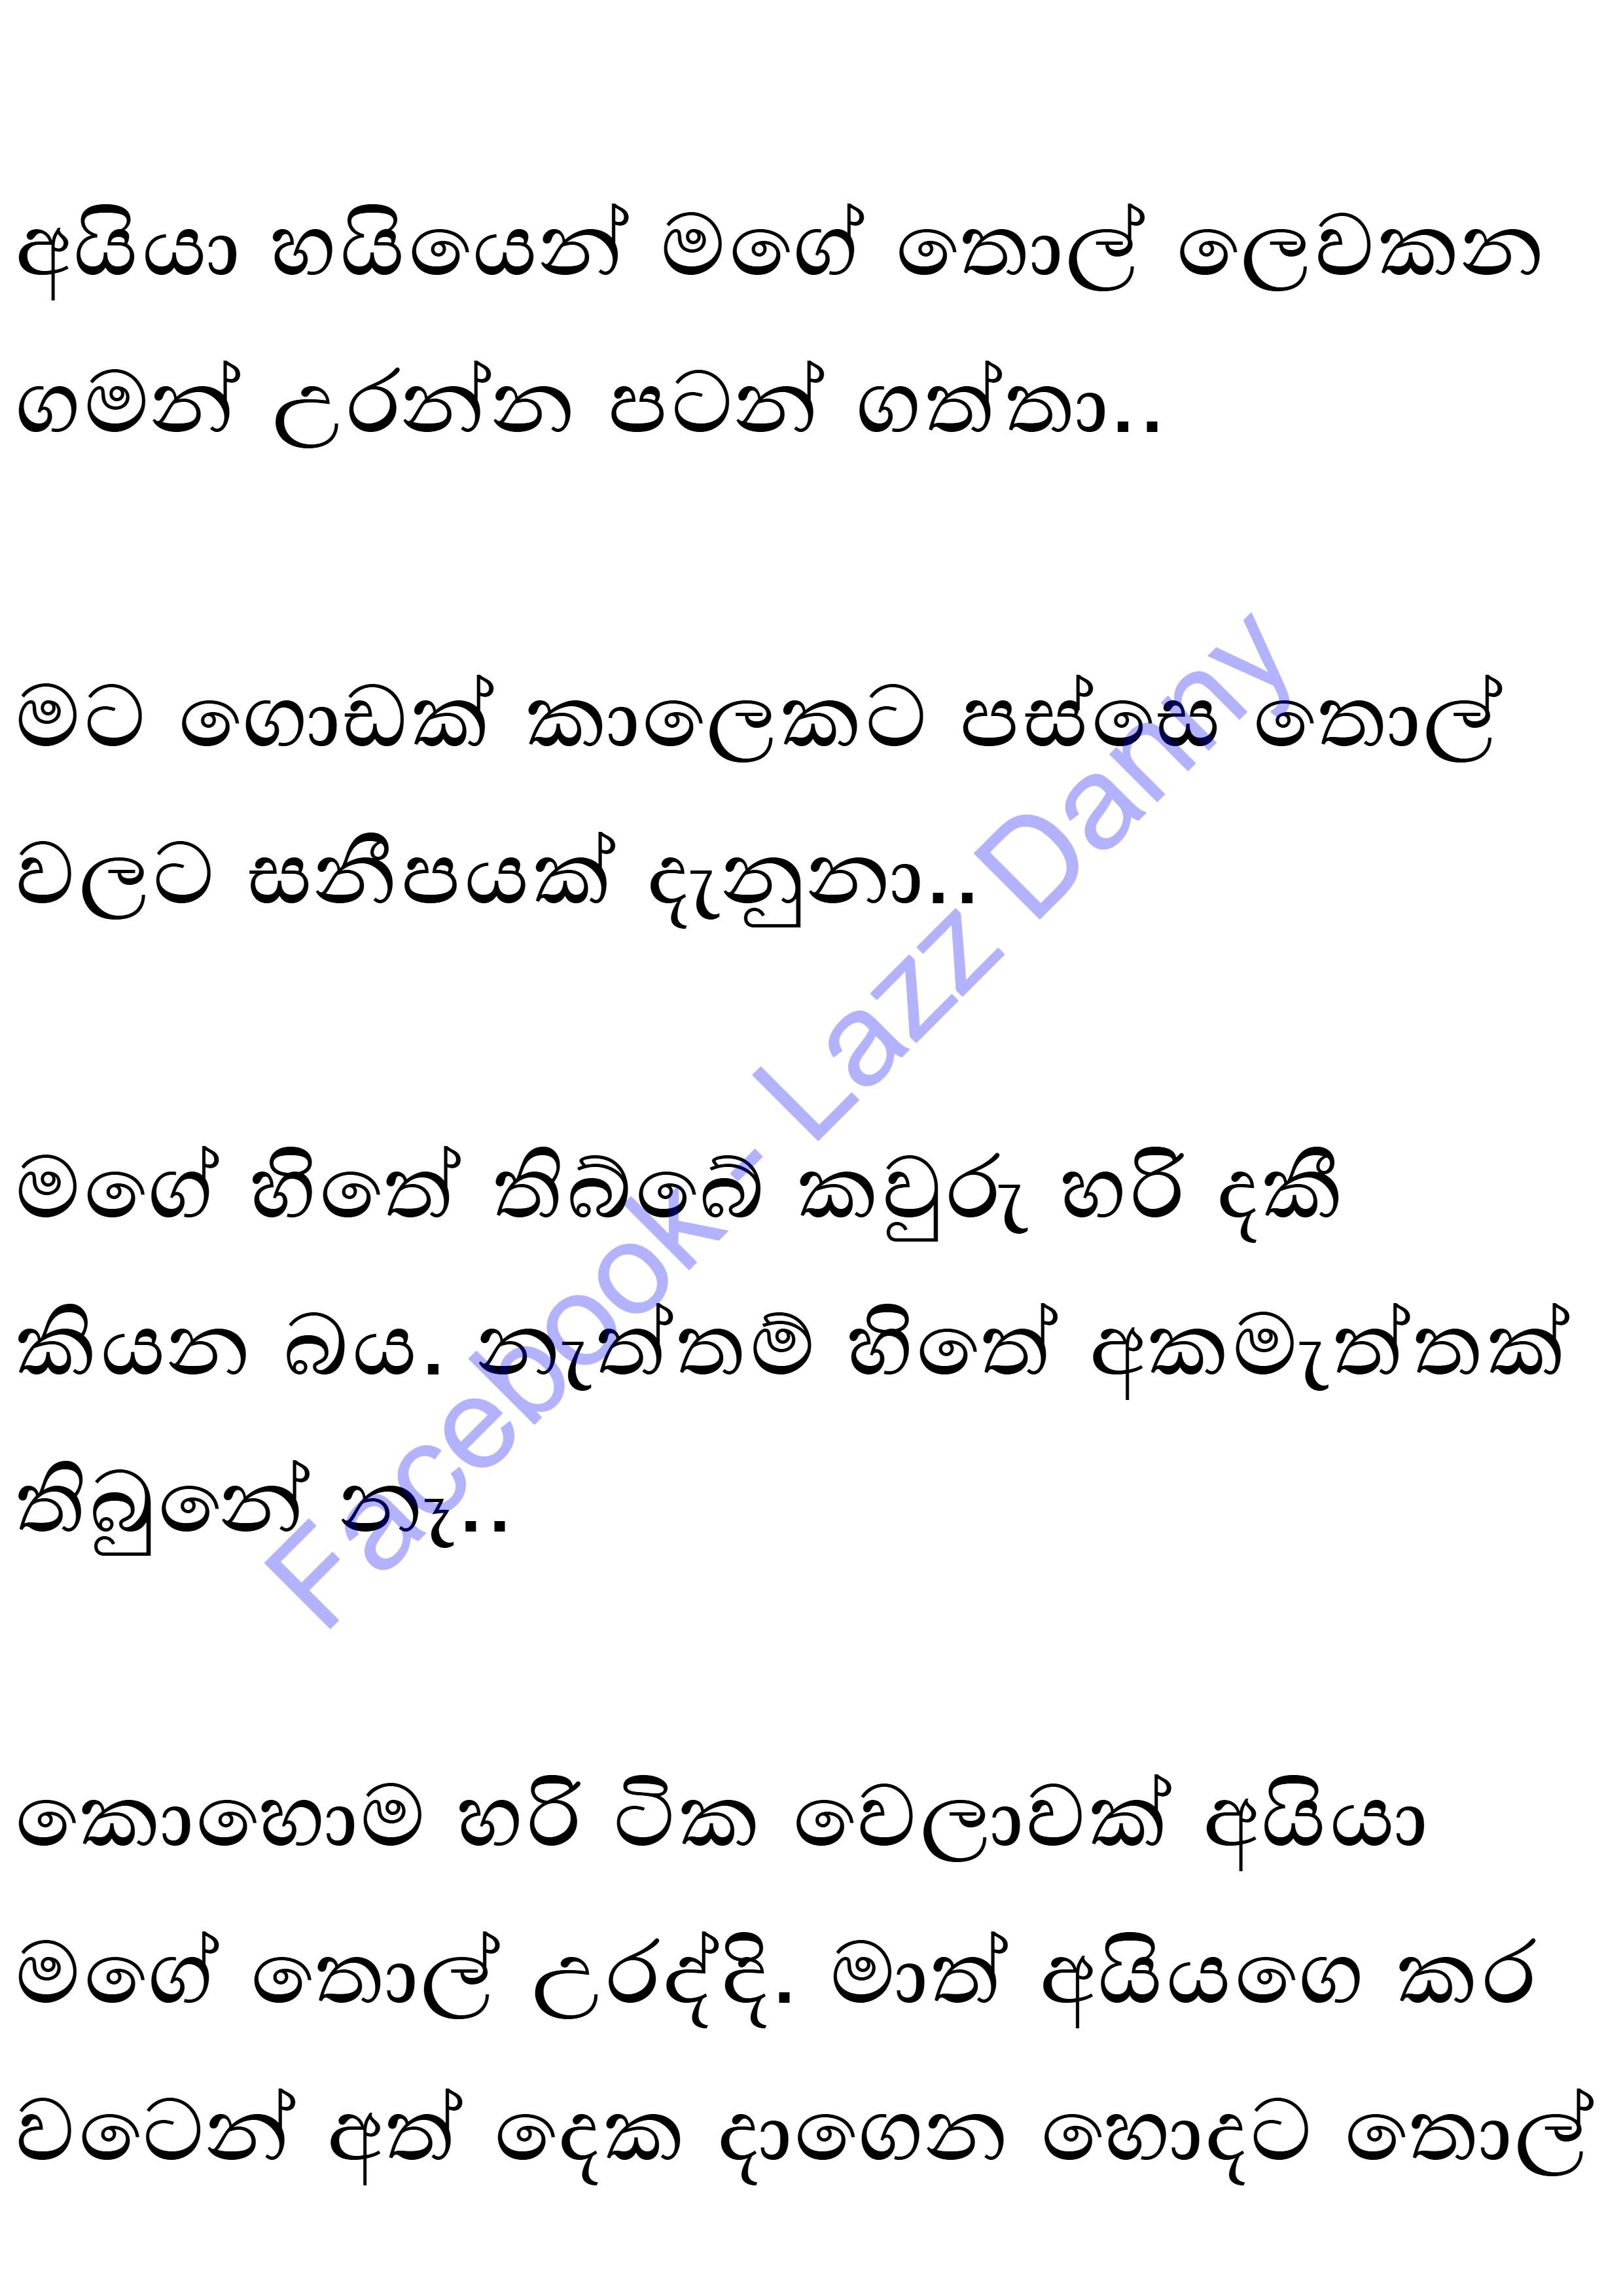 අයියා හයියෙන් මගේ තොල් ලෙවකන
ගමන් උරන්න පටන් ගත්තා..
මට ගොඩක් කාලෙකට පස්සෙ තොල්
වලට සනීපයක් දැනුනා..
මගේ හිතේ තිබ්බේ කවුරු හරි දකී
කියන බය. නැත්තම් හිතේ අකමැත්තක්
තිබුනේ නෑ..
කොහොම හරි ටික වෙලාවක් අයියා
මගේ තොල් උරද්දි. මාත් අයියගෙ කර
වටෙන් අත් දෙක දාගෙන හොදට තොල්
Facebook - Lazz Danny